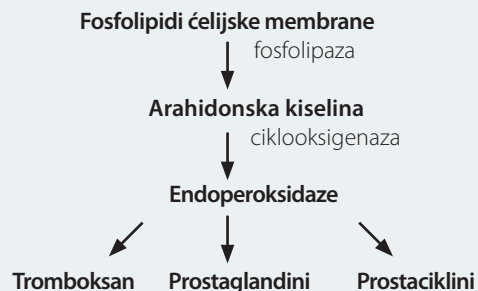 Fosfolipidi ćelijske membrane
fosfolipaza
Arahidonska kiselina
ciklooksigenaza
Endoperoksidaze
Tromboksan Prostaglandini Prostaciklini